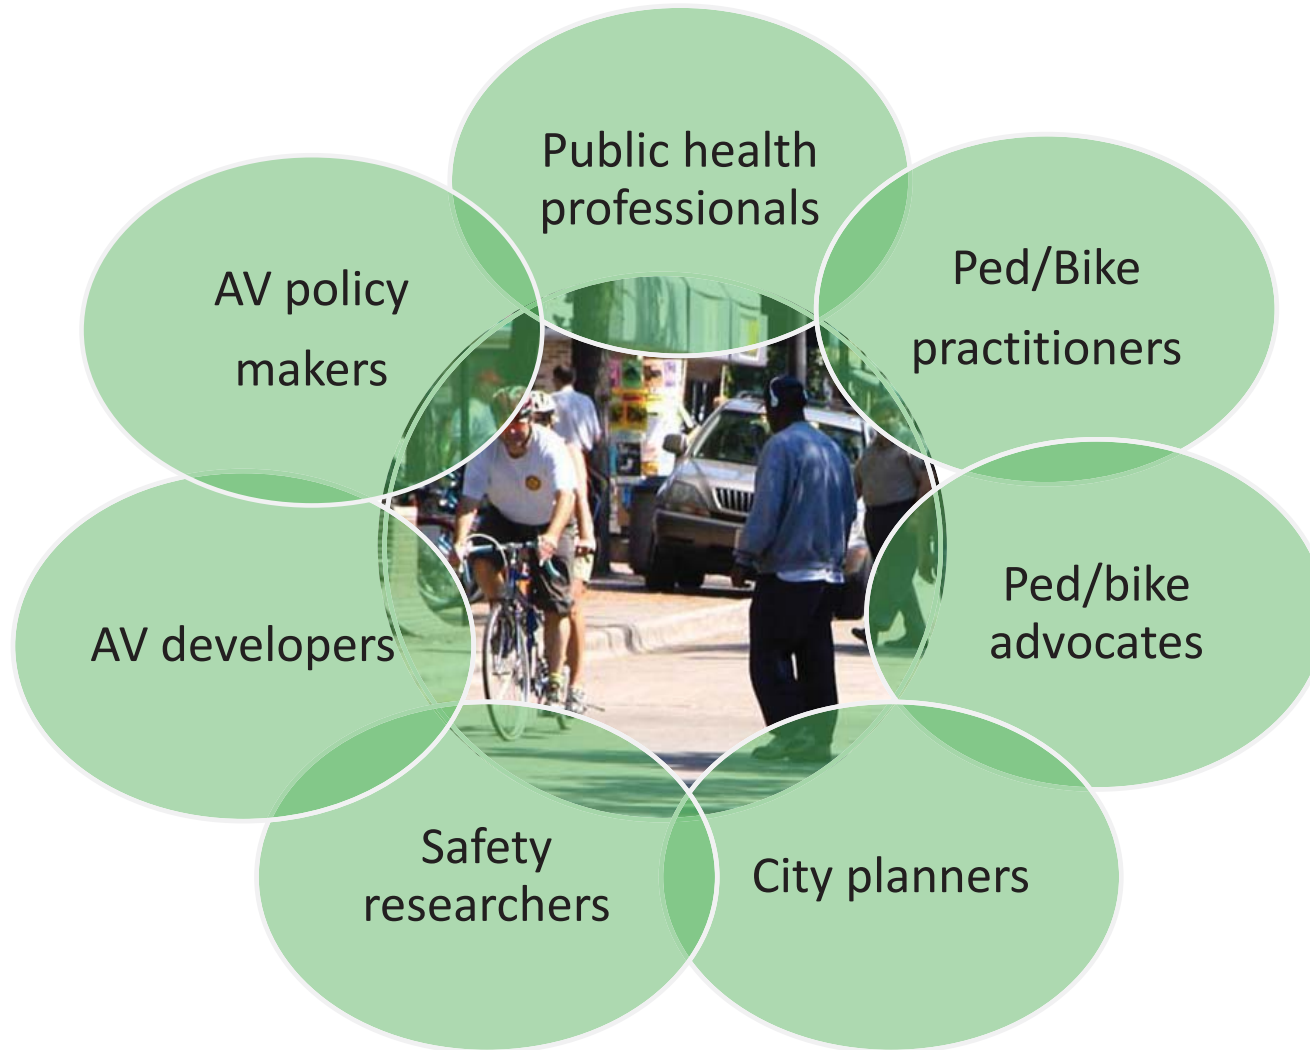 Public health
professionals
Ped/Bike
practitioners
Ped/bike
advocates
City planners
Safety
researchers
AV developers
AV policy
makers